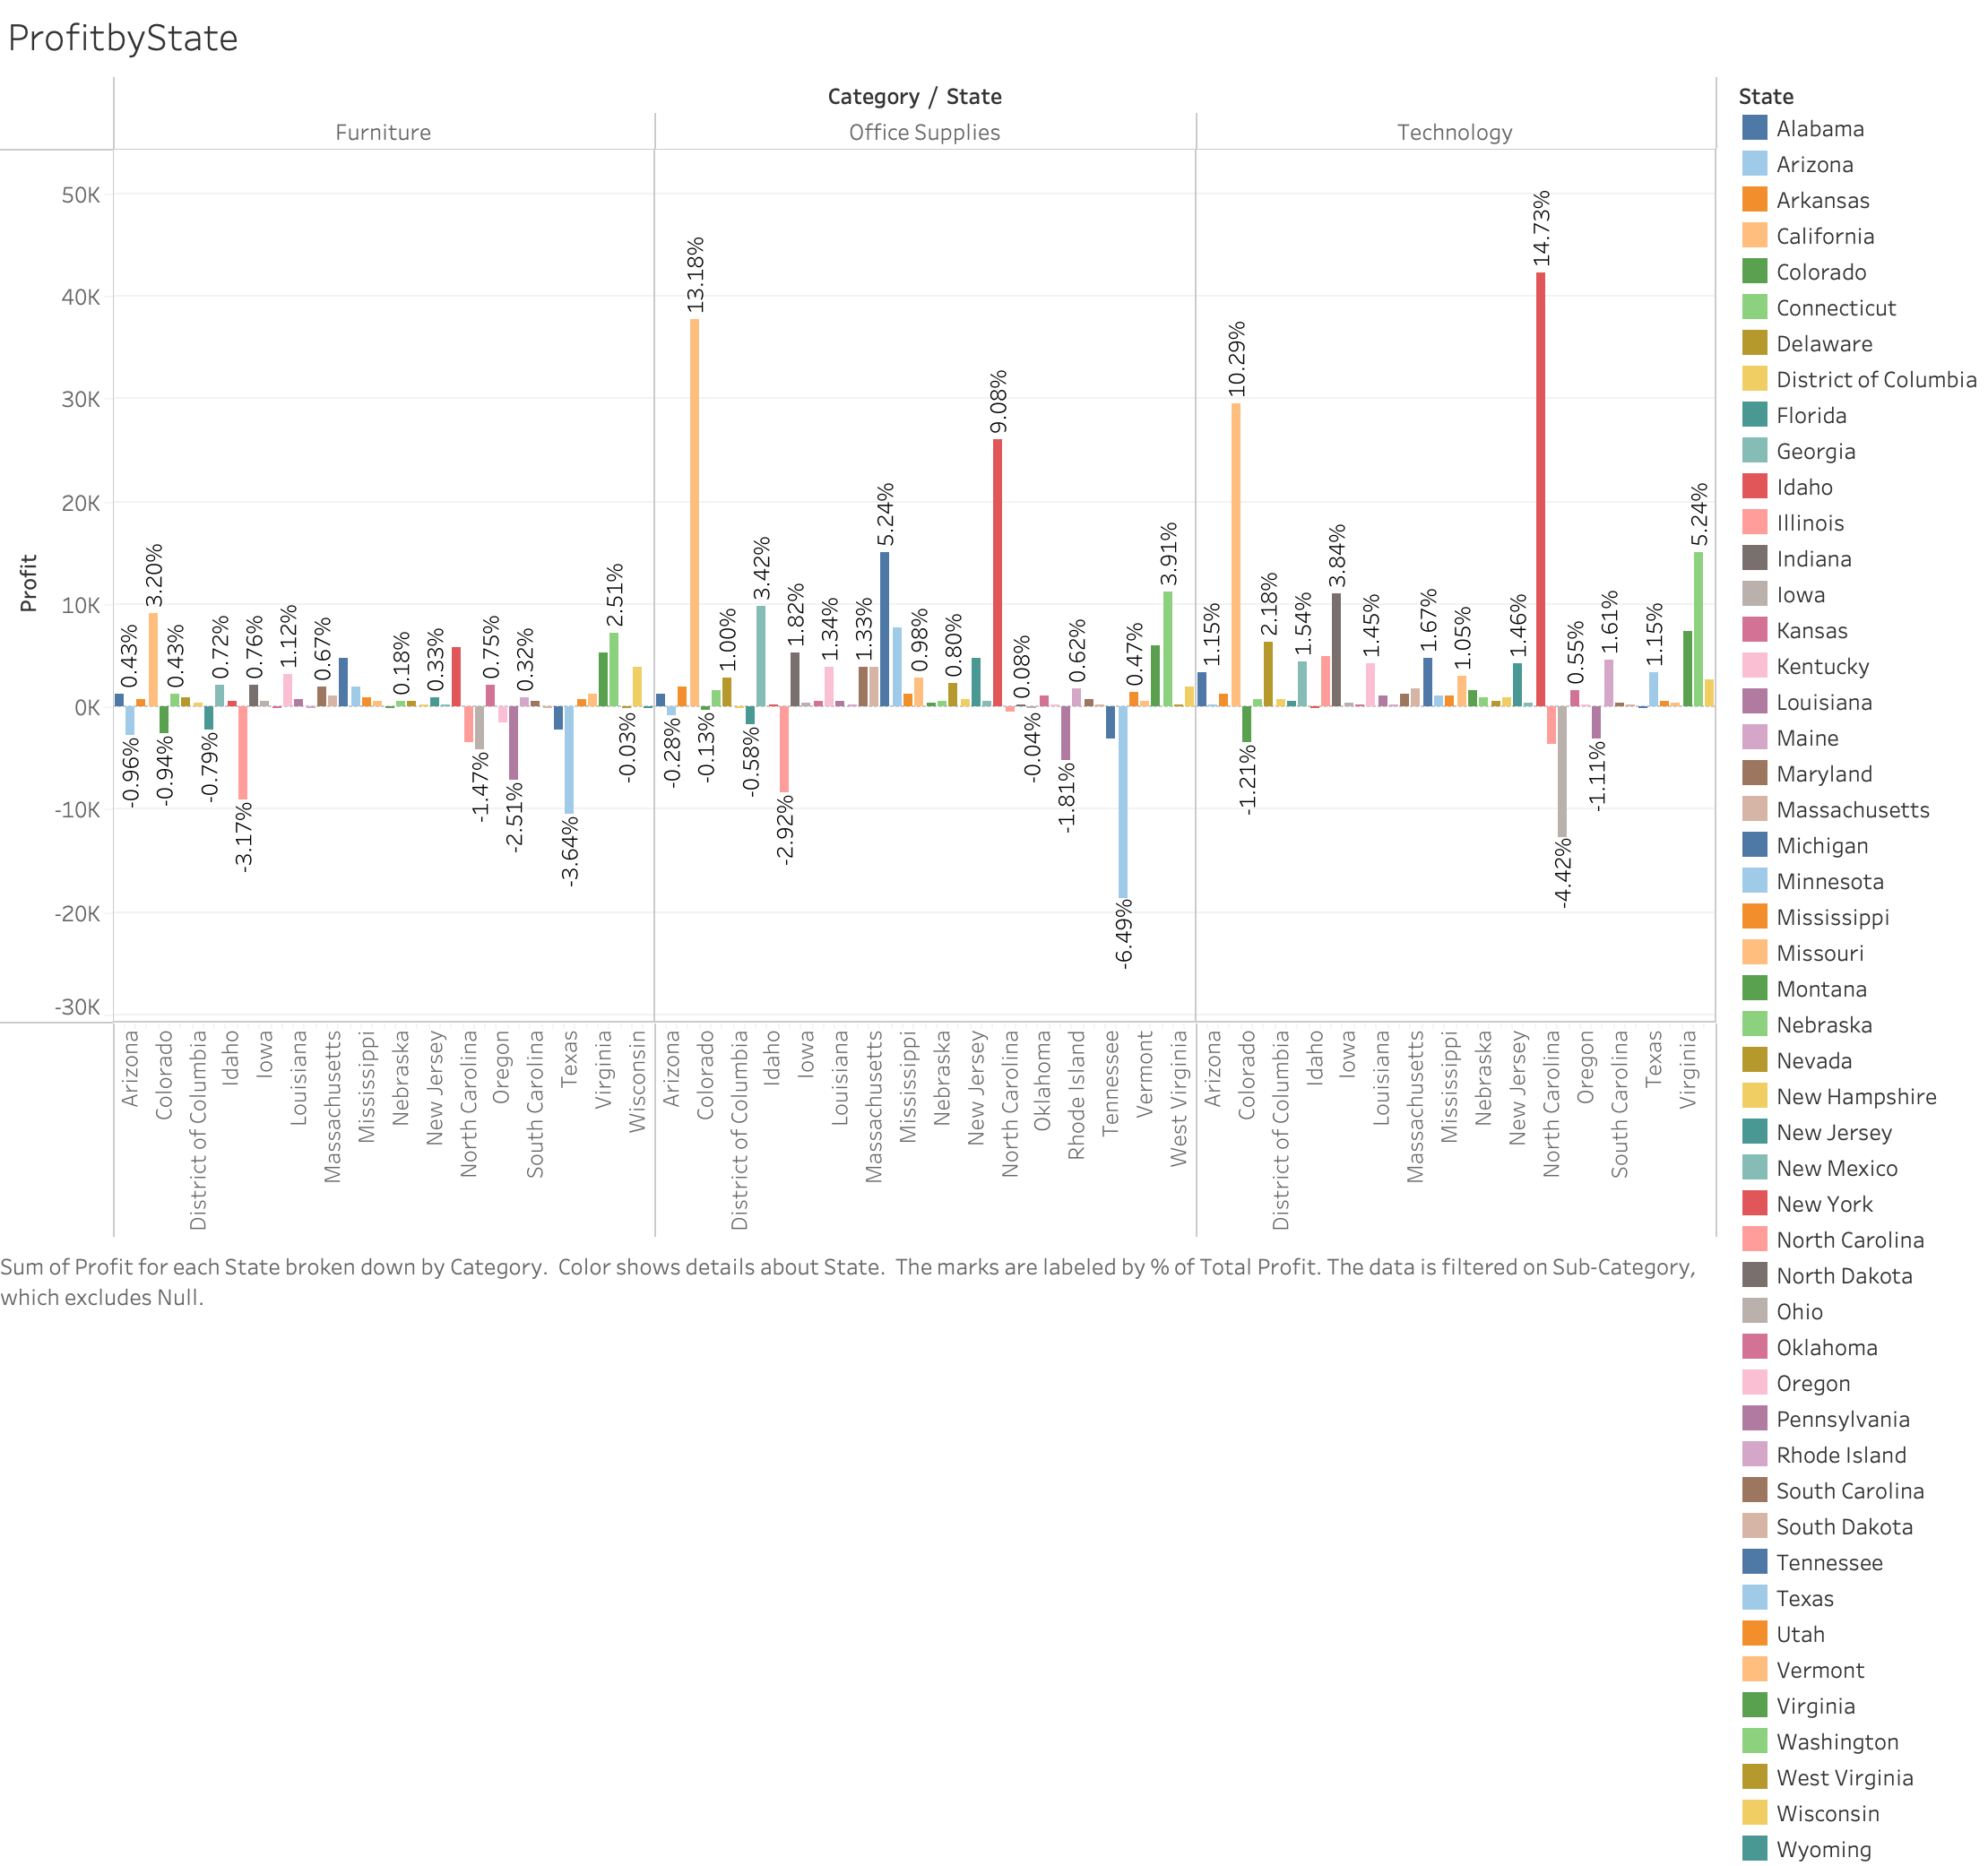 ProfitbyState
Category / State
Furniture
Office Supplies
Technology
Profit
50K
40K
30K
20K
10K
0K
-10K
-20K
-30K
0.43%
-0.96%
3.20%
-0.94%
0.43%
-0.79%
0.72%
-3.17%
0.76%
1.12%
0.67%
0.18%
0.33%
-1.47%
0.75%
-2.51%
0.32%
-3.64%
2.51%
-0.03%
-0.28%
13.18%
-0.13%
1.00%
-0.58%
3.42%
-2.92%
1.82%
1.34%
1.33%
5.24%
0.98%
0.80%
9.08%
0.08%
-0.04%
-1.81%
0.62%
-6.49%
0.47%
3.91%
1.15%
10.29%
-1.21%
2.18%
1.54%
3.84%
1.45%
1.67%
1.05%
1.46%
14.73%
-4.42%
0.55%
-1.11%
1.61%
1.15%
5.24%
Arizona
Colorado
District of Columbia
Idaho
Iowa
Louisiana
Massachusetts
Mississippi
Nebraska
New Jersey
North Carolina
Oregon
South Carolina
Texas
Virginia
Wisconsin
Arizona
Colorado
District of Columbia
Idaho
Iowa
Louisiana
Massachusetts
Mississippi
Nebraska
New Jersey
North Carolina
Oklahoma
Rhode Island
Tennessee
Vermont
West Virginia
Arizona
Colorado
District of Columbia
Idaho
Iowa
Louisiana
Massachusetts
Mississippi
Nebraska
New Jersey
North Carolina
Oregon
South Carolina
Texas
Virginia
Sum of Profit for each State broken down by Category.  Color shows details about State.  The marks are labeled by % of Total Profit. The data is filtered on Sub-Category,
which excludes Null.
State
Alabama
Arizona
Arkansas
California
Colorado
Connecticut
Delaware
District of Columbia
Florida
Georgia
Idaho
Illinois
Indiana
Iowa
Kansas
Kentucky
Louisiana
Maine
Maryland
Massachusetts
Michigan
Minnesota
Mississippi
Missouri
Montana
Nebraska
Nevada
New Hampshire
New Jersey
New Mexico
New York
North Carolina
North Dakota
Ohio
Oklahoma
Oregon
Pennsylvania
Rhode Island
South Carolina
South Dakota
Tennessee
Texas
Utah
Vermont
Virginia
Washington
West Virginia
Wisconsin
Wyoming